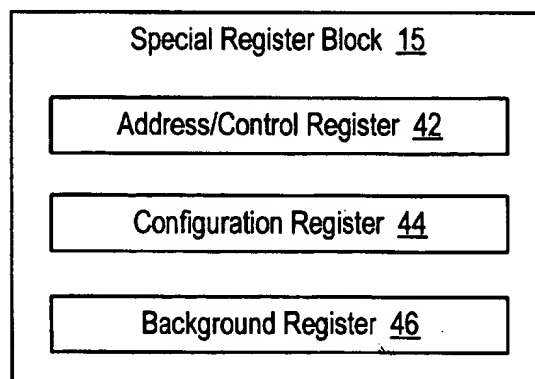 Special Register Block 15
Address/Control Register 42
Configuration Register 44
Background Register 46